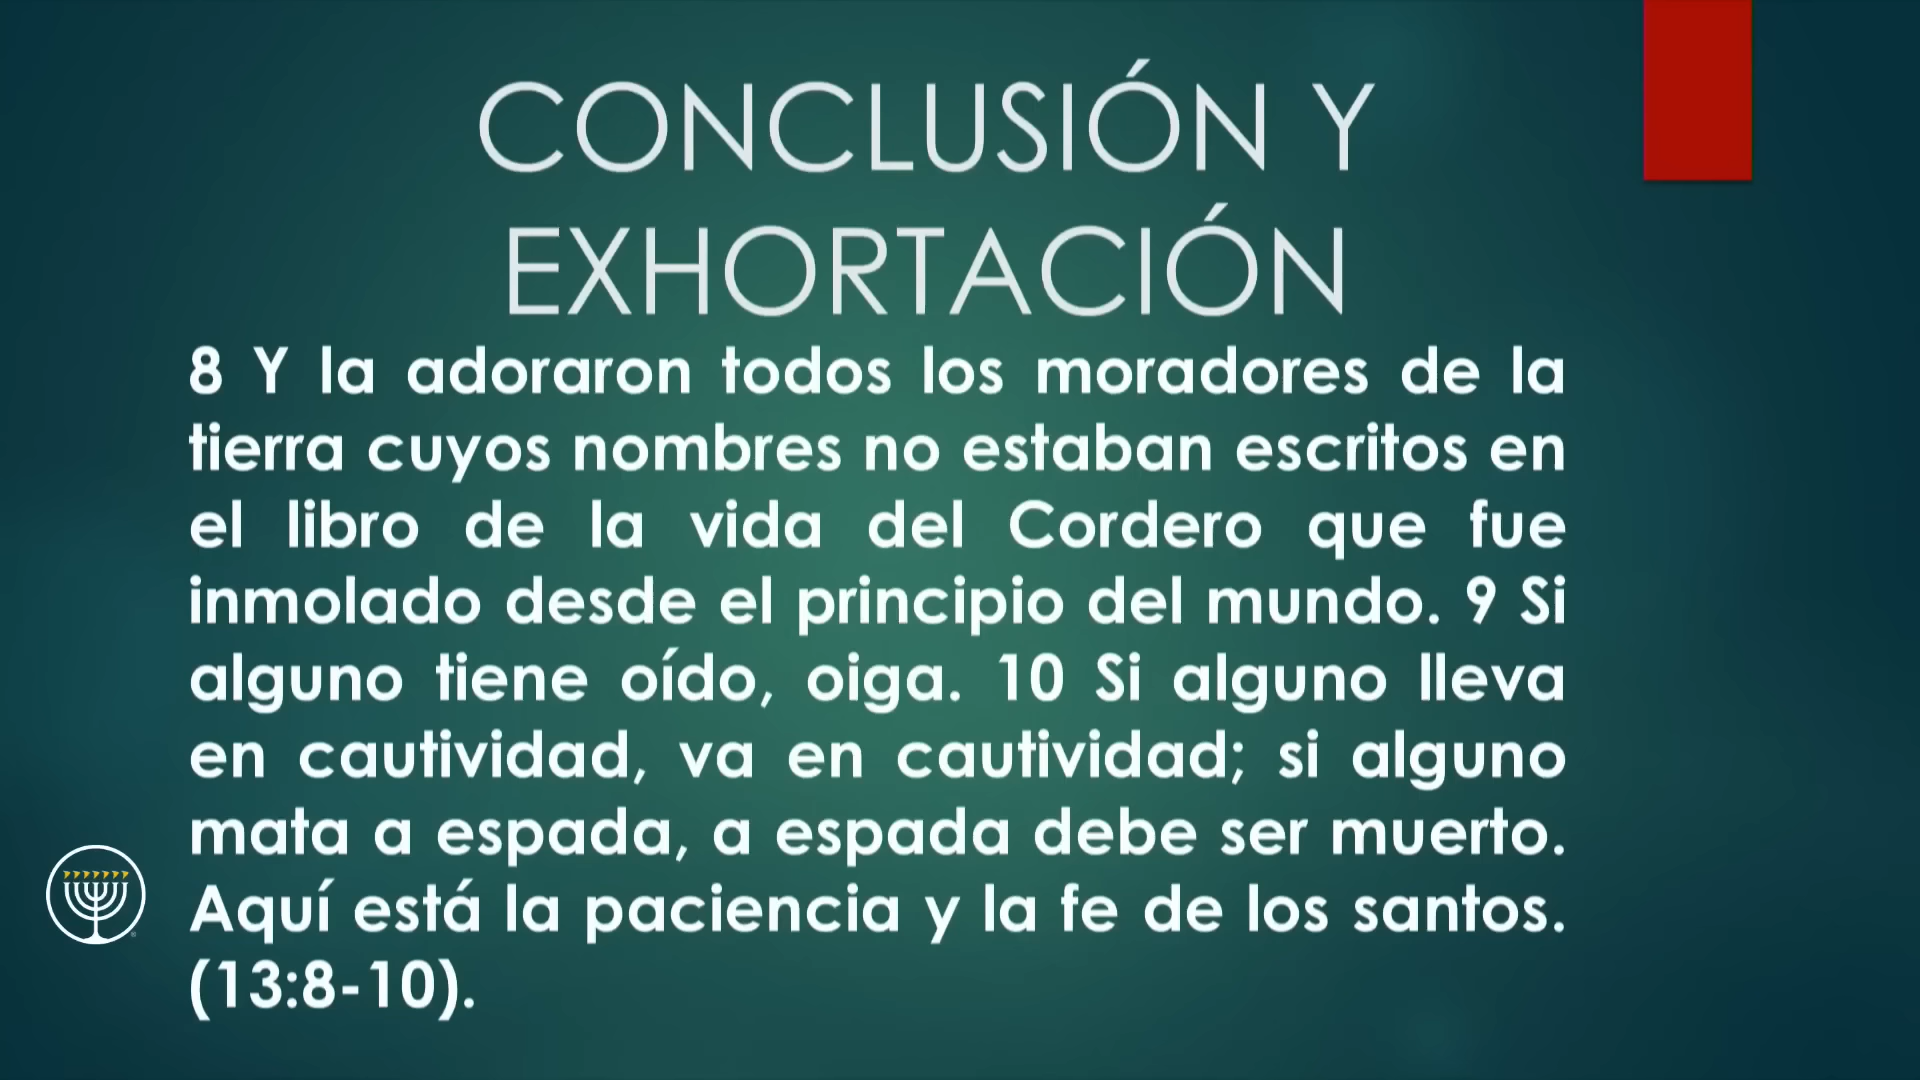 CONCLUSIÓN Y
EXHORTACIÓN
8 Y la adoraron todos los moradores de la
tierra cuyos nombres no estaban escritos en
el libro de la vida del Cordero que fue
inmolado desde el principio del mundo. 9 Si
alguno tiene oído, oiga. 10 Si alguno lleva
en cautividad, va en cautividad; si alguno
mata a espada, a espada debe ser muerto.
Aquí está la paciencia y la fe de los santos.
(13:8-10).